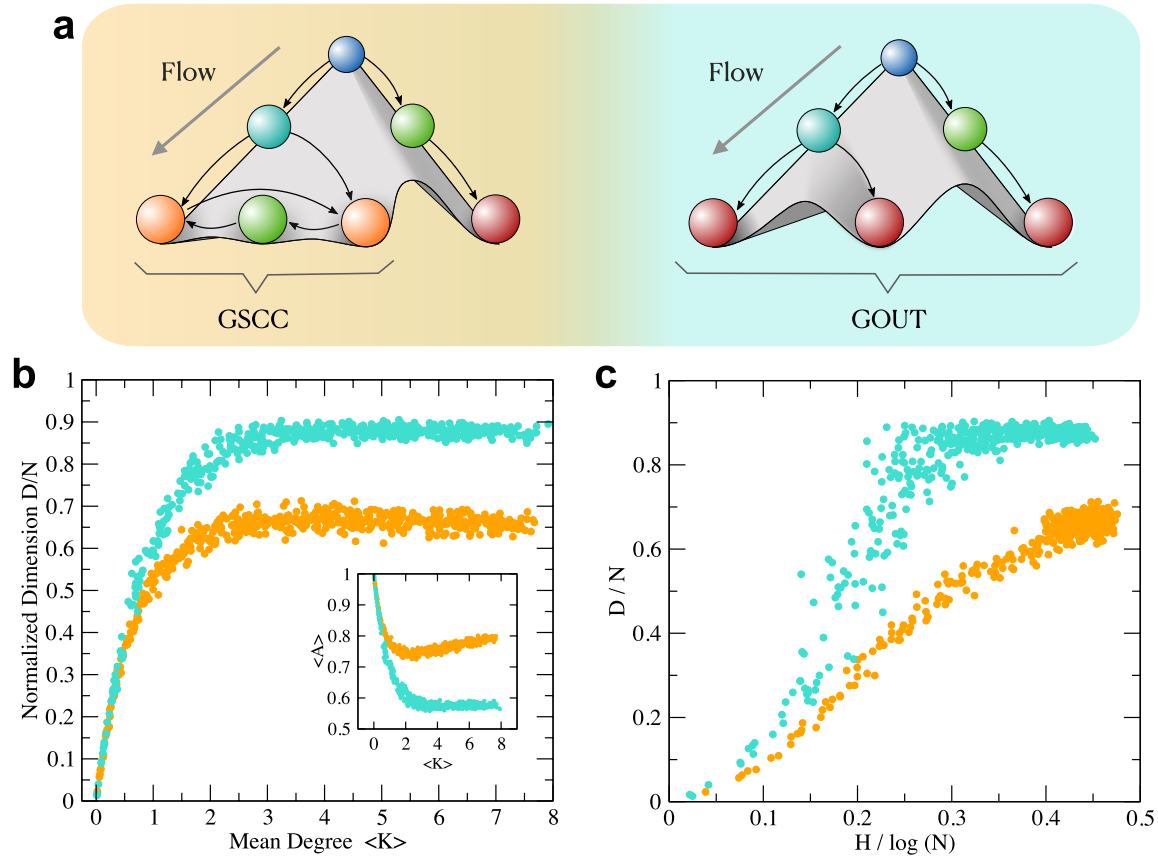 a
Flow
Flow
GSCC
GOUT
b
c
1
0.9
0.8
0.7
0.6
0.5
0.4
0.3
0.2
0.1
0
Normalized Dimension D/N
0 1 2 3 4 5 6 7 8
Mean Degree <K>
1
0.9
0.8
0.7
0.6
0.5
<A>
0 2 4 6 8
<K>
1
0.8
0.6
0.4
0.2
0
D / N
0 0.1 0.2 0.3 0.4 0.5
H / log (N)